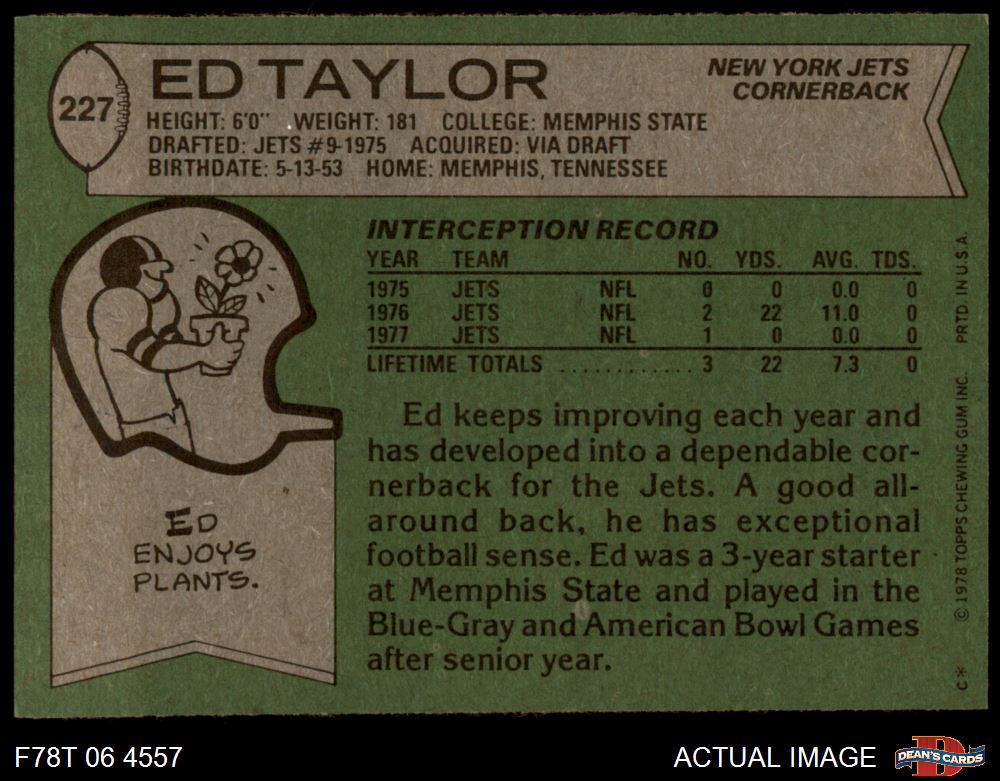 227
ED TAYLOR
NEW YORK JETS
CORNERBACK
HEIGHT: 6'0" WEIGHT: 181 COLLEGE: MEMPHIS STATE
DRAFTED: JETS #9-1975 ACQUIRED: VIA DRAFT
BIRTHDATE: 5-13-53 HOME: MEMPHIS, TENNESSEE
INTERCEPTION RECORD
YEAR TEAM NO. YDS. AVG. TDS.
1975 JETS NFL 0 0 0.0 0
1976 JETS NFL 2 22 11.0 0
1977 JETS NFL 1 0 0.0 0
LIFETIME TOTALS ............ 3 22 7.3 0
Ed keeps improving each year and
has developed into a dependable cor-
nerback for the Jets. A good all-
around back, he has exceptional
football sense. Ed was a 3-year starter
at Memphis State and played in the
Blue-Gray and American Bowl Games
after senior year.
ED
ENJOYS
PLANTS.
C* © 1978 TOPPS CHEWING GUM INC. PRTD. IN U.S.A.
F78T 06 4557
ACTUAL IMAGE
D
DEAN'S CARDS